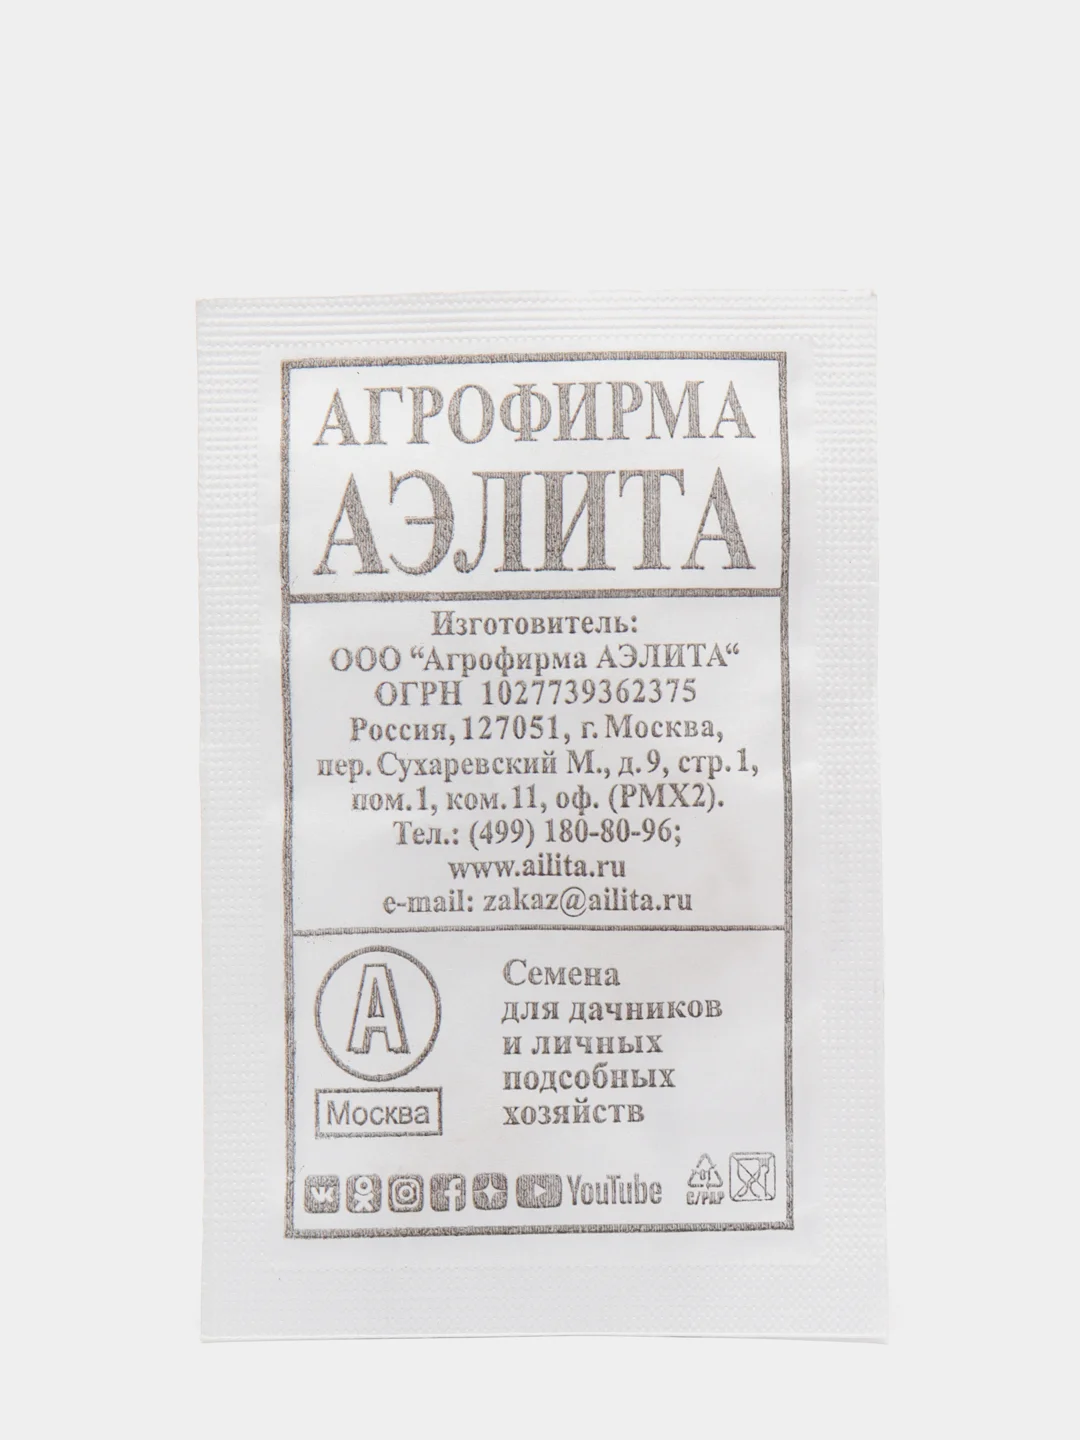 АГРОФИРМА
АЭЛИТА
Изготовитель:
ООО “Агрофирма АЭЛИТА“
ОГРН 1027739362375
Россия, 127051, г. Москва,
пер. Сухаревский М., д. 9, стр. 1,
пом. 1, ком. 11, оф. (РМХ2).
Тел.: (499) 180-80-96;
www.ailita.ru
e-mail: zakaz@ailita.ru
А
Москва
Семена
для дачников
и личных
подсобных
хозяйств
YouTube
C/PAP